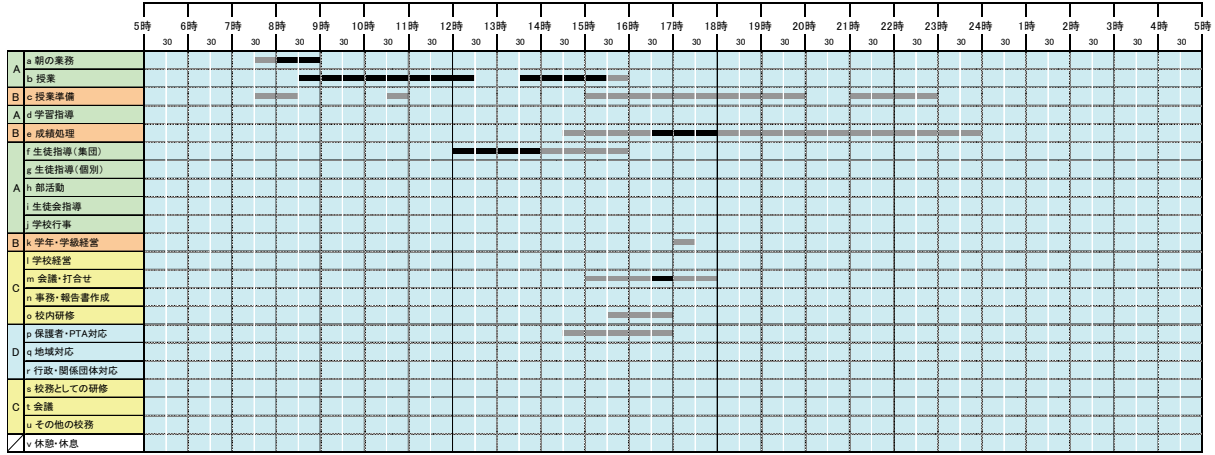 5時 6時 7時 8時 9時 10時 11時 12時 13時 14時 15時 16時 17時 18時 19時 20時 21時 22時 23時 24時 1時 2時 3時 4時 5時
30 30 30 30 30 30 30 30 30 30 30 30 30 30 30 30 30 30 30 30 30 30 30 30
A a 朝の業務
b 授業
B c 授業準備
A d 学習指導
B e 成績処理
A f 生徒指導(集団)
g 生徒指導(個別)
h 部活動
i 生徒会指導
j 学校行事
B k 学年・学級経営
C l 学校経営
m 会議・打合せ
n 事務・報告書作成
o 校内研修
D p 保護者・PTA対応
q 地域対応
r 行政・関係団体対応
C s 校務としての研修
t 会議
u その他の校務
v 休憩・休息